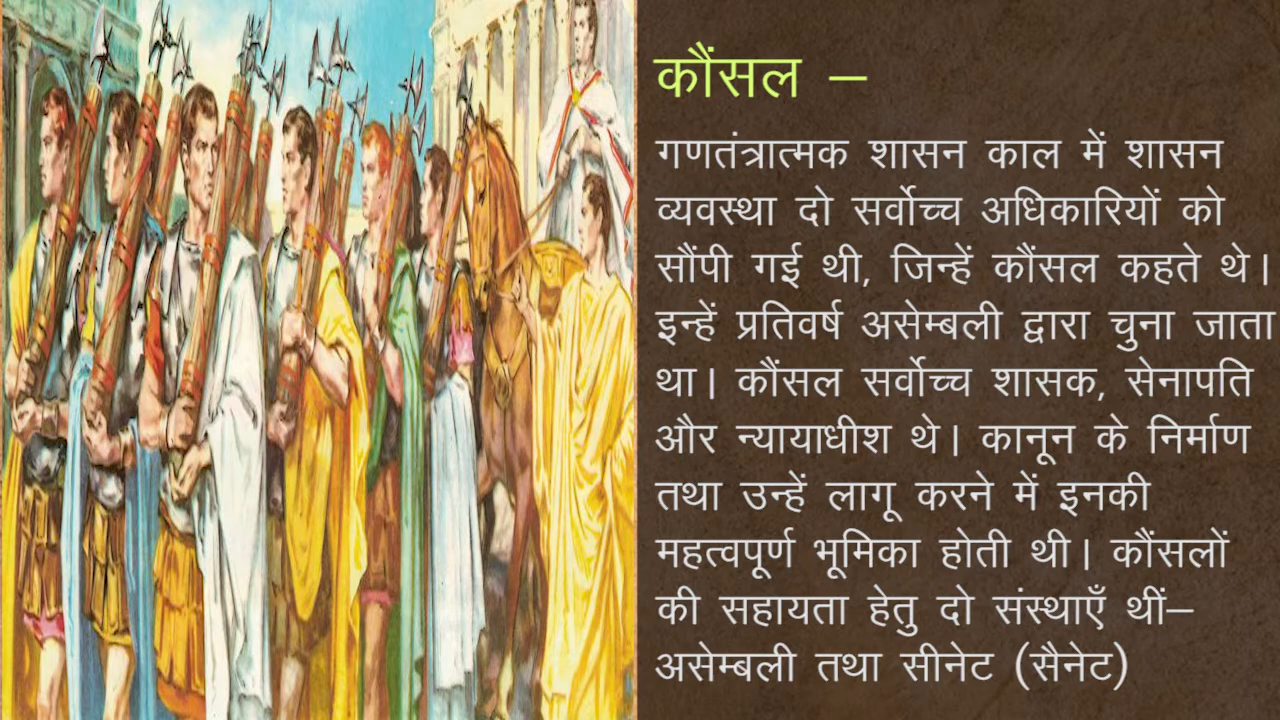 कौंसल –
गणतंत्रात्मक शासन काल में शासन
व्यवस्था दो सर्वोच्च अधिकारियों को
सौंपी गई थी, जिन्हें कौंसल कहते थे।
इन्हें प्रतिवर्ष असेम्बली द्वारा चुना जाता
था। कौंसल सर्वोच्च शासक, सेनापति
और न्यायाधीश थे। कानून के निर्माण
तथा उन्हें लागू करने में इनकी
महत्वपूर्ण भूमिका होती थी। कौंसलों
की सहायता हेतु दो संस्थाएँ थीं–
असेम्बली तथा सीनेट (सैनेट)